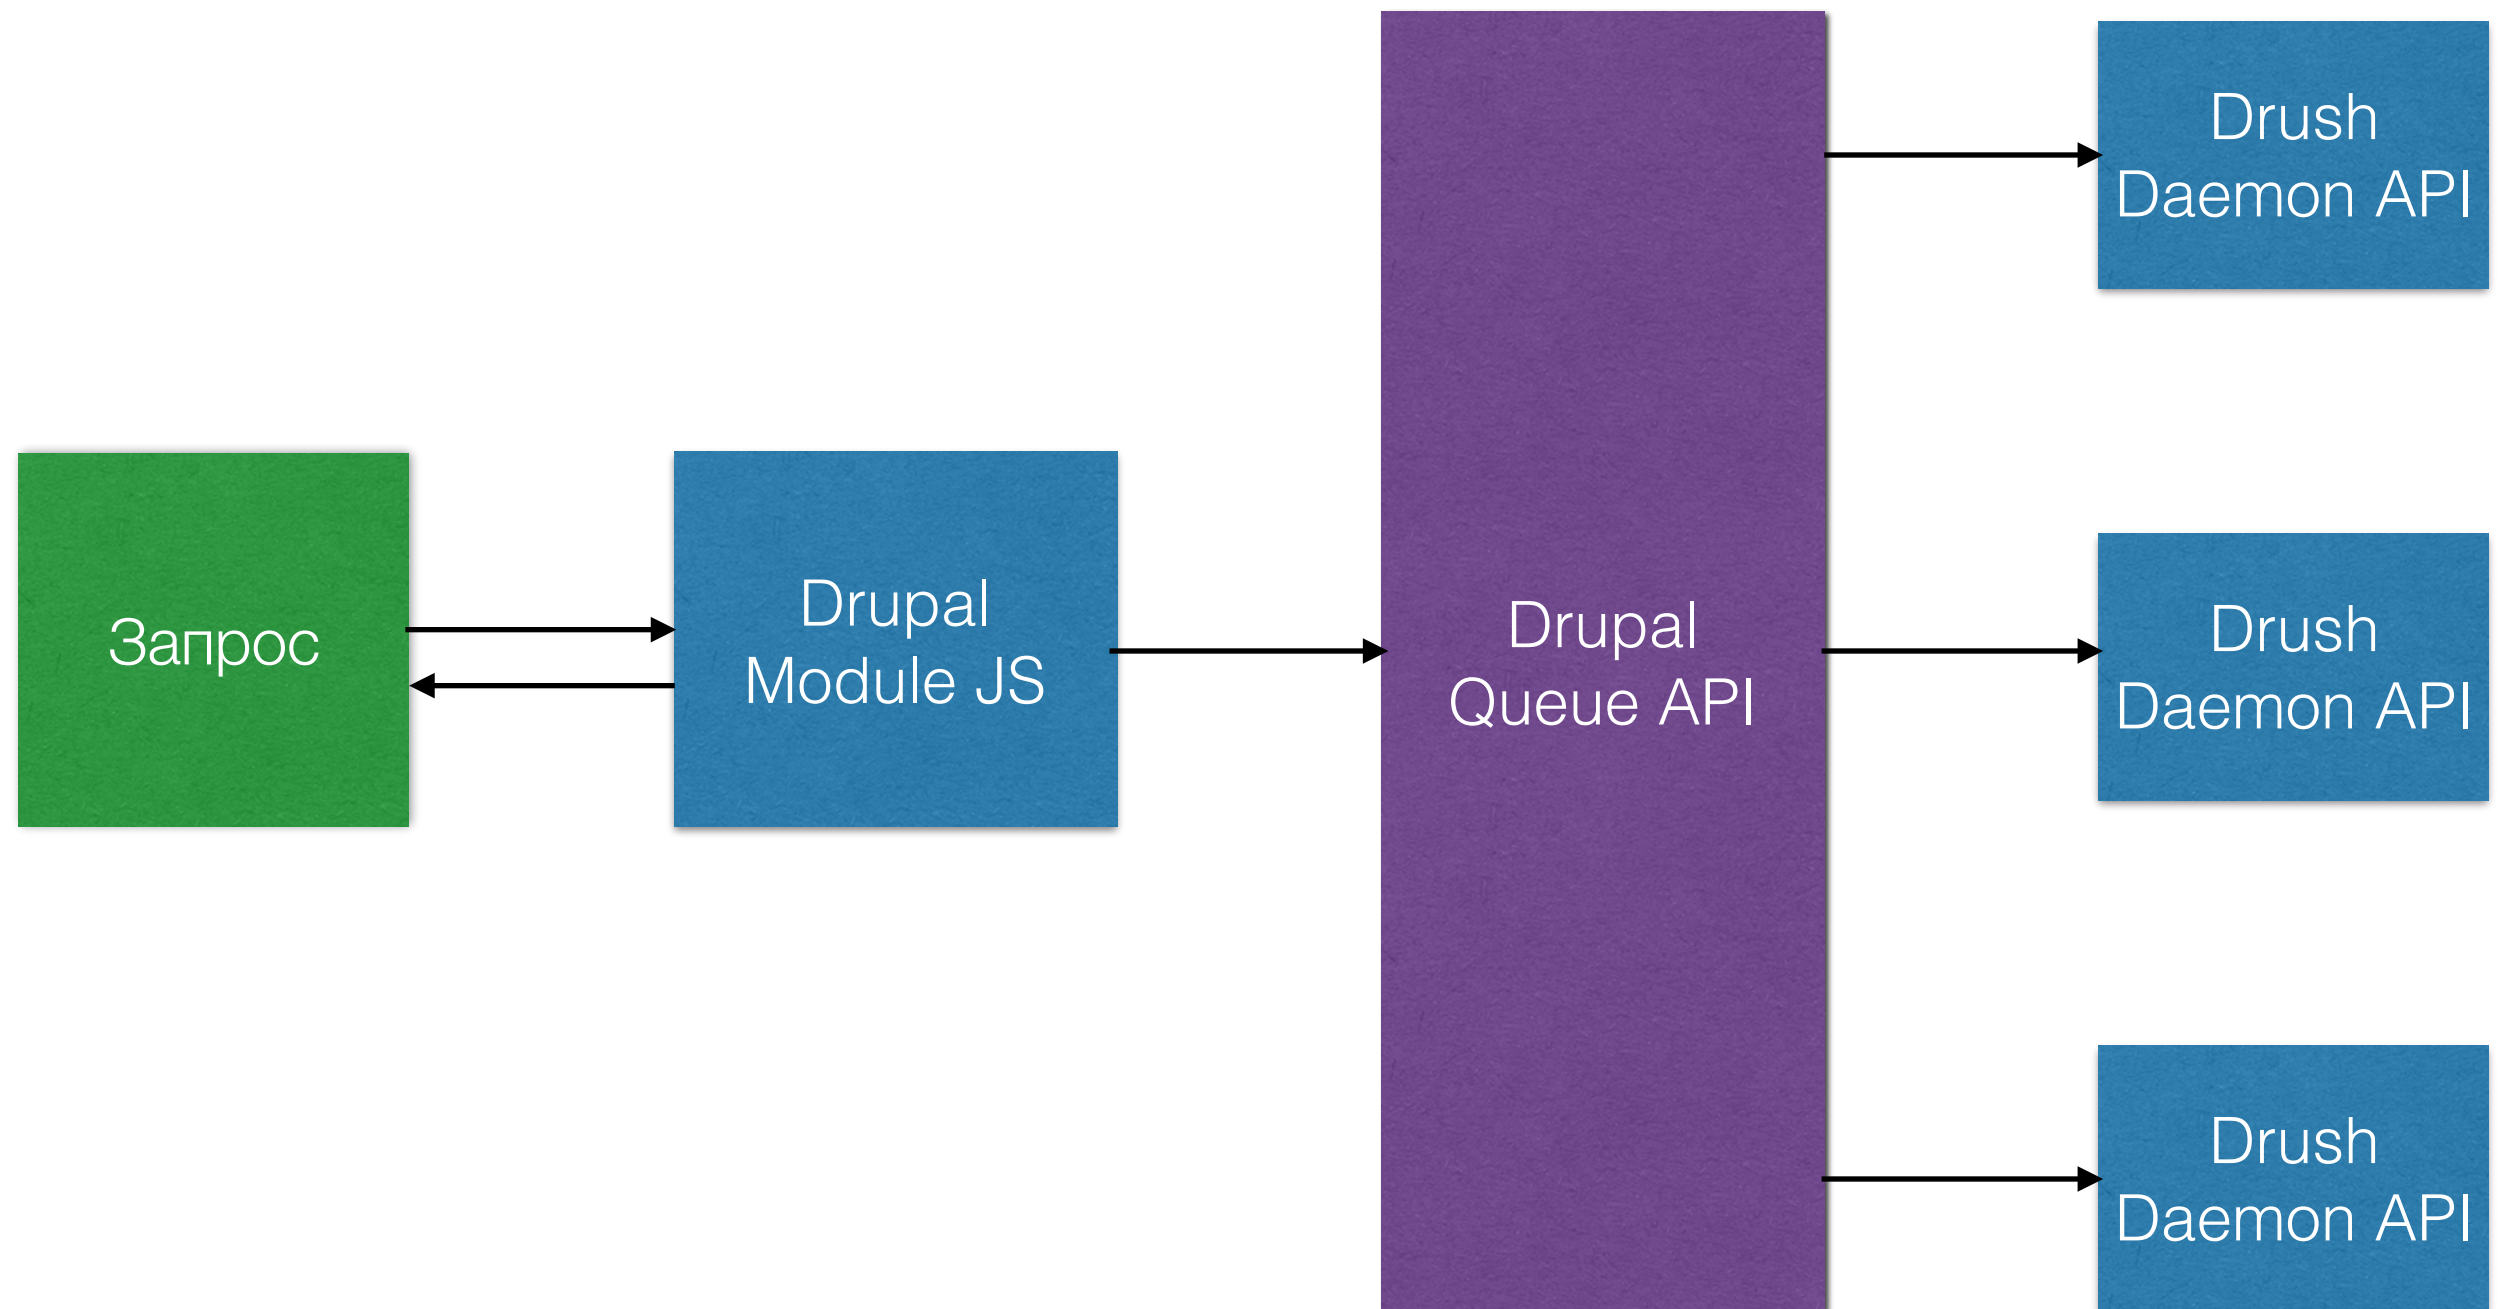 Запрос
Drupal
Module JS
Drupal
Queue API
Drush
Daemon API
Drush
Daemon API
Drush
Daemon API